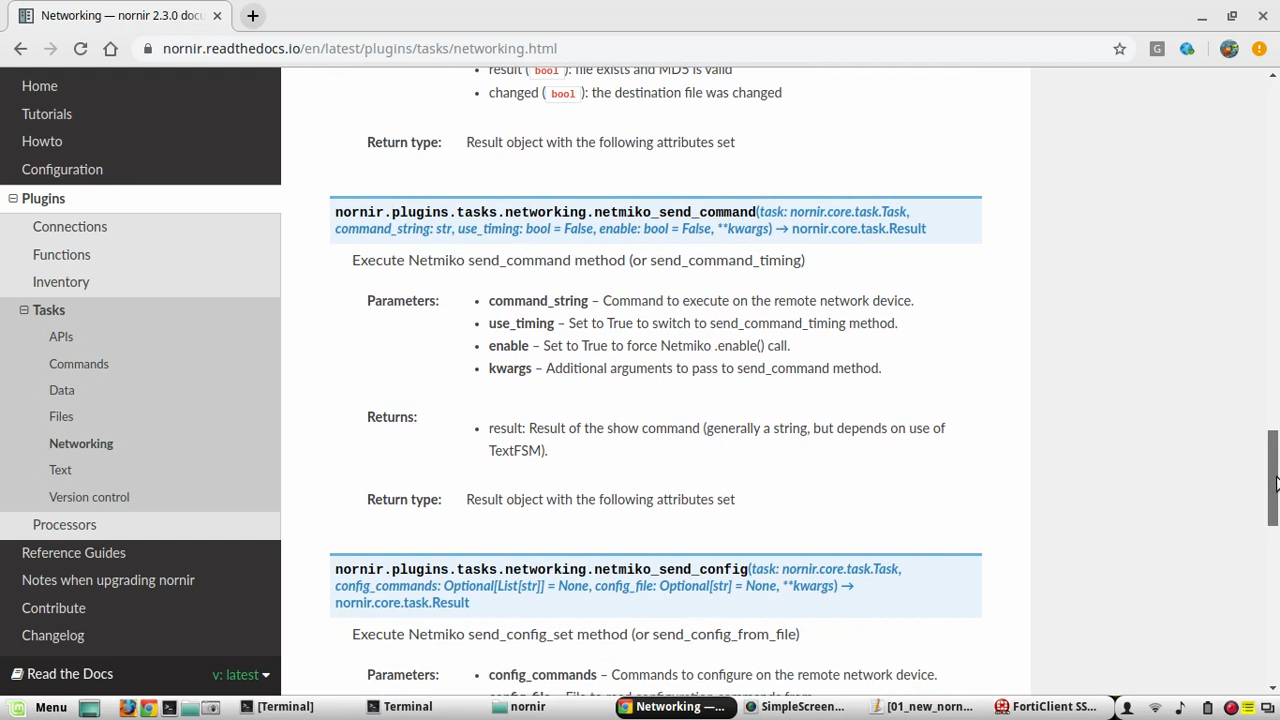 Networking — nornir 2.3.0 docu
nornir.readthedocs.io/en/latest/plugins/tasks/networking.html
G
Home
Tutorials
Howto
Configuration
Plugins
Connections
Functions
Inventory
Tasks
APIs
Commands
Data
Files
Networking
Text
Version control
Processors
Reference Guides
Notes when upgrading nornir
Contribute
Changelog
Read the Docs
v: latest
result ( bool ): file exists and MD5 is valid
changed ( bool ): the destination file was changed
Return type: Result object with the following attributes set
nornir.plugins.tasks.networking.netmiko_send_command(task: nornir.core.task.Task,
command_string: str, use_timing: bool = False, enable: bool = False, **kwargs) → nornir.core.task.Result
Execute Netmiko send_command method (or send_command_timing)
Parameters:
command_string – Command to execute on the remote network device.
use_timing – Set to True to switch to send_command_timing method.
enable – Set to True to force Netmiko .enable() call.
kwargs – Additional arguments to pass to send_command method.
Returns:
result: Result of the show command (generally a string, but depends on use of
TextFSM).
Return type: Result object with the following attributes set
nornir.plugins.tasks.networking.netmiko_send_config(task: nornir.core.task.Task,
config_commands: Optional[List[str]] = None, config_file: Optional[str] = None, **kwargs) →
nornir.core.task.Result
Execute Netmiko send_config_set method (or send_config_from_file)
Parameters:
config_commands – Commands to configure on the remote network device.
config_file – File to read configuration commands from
Menu
[Terminal]
Terminal
nornir
Networking —...
SimpleScreen...
[01_new_norn...
FortiClient SS...